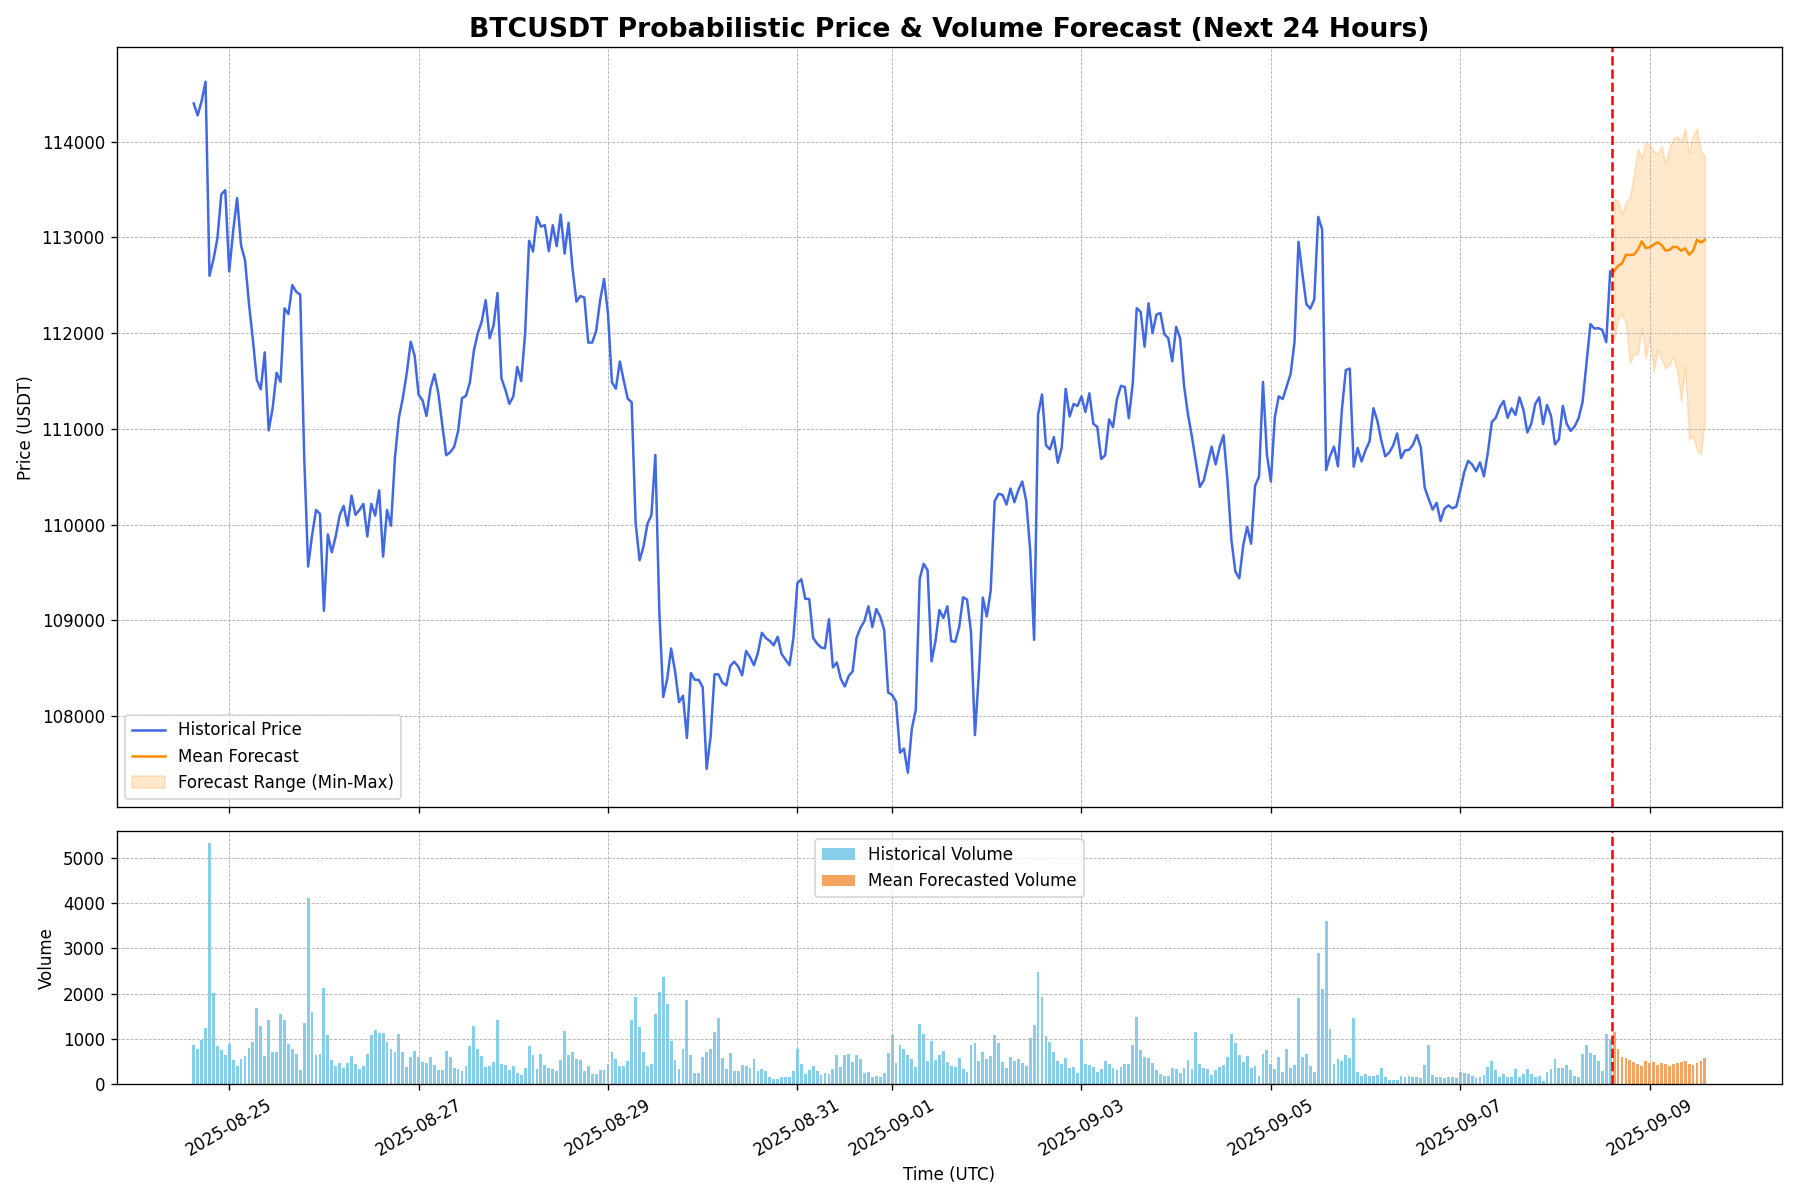 BTCUSDT Probabilistic Price & Volume Forecast (Next 24 Hours)
Price (USDT)
114000
113000
112000
111000
110000
109000
108000
Historical Price
Mean Forecast
Forecast Range (Min-Max)
Volume
5000
4000
3000
2000
1000
0
Historical Volume
Mean Forecasted Volume
2025-08-25
2025-08-27
2025-08-29
2025-08-31
2025-09-01
2025-09-03
2025-09-05
2025-09-07
2025-09-09
Time (UTC)